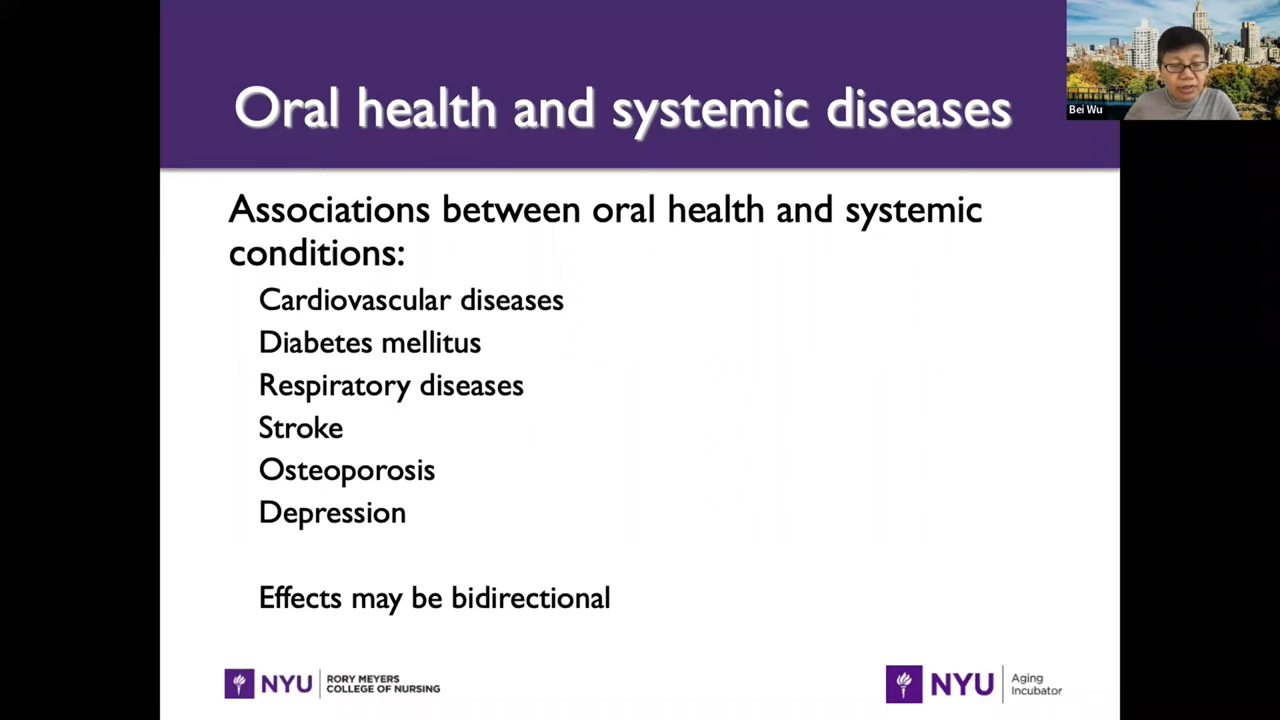 Oral health and systemic diseases
Bei Wu
Associations between oral health and systemic
conditions:
Cardiovascular diseases
Diabetes mellitus
Respiratory diseases
Stroke
Osteoporosis
Depression
Effects may be bidirectional
NYU
RORY MEYERS
COLLEGE OF NURSING
NYU
Aging
Incubator